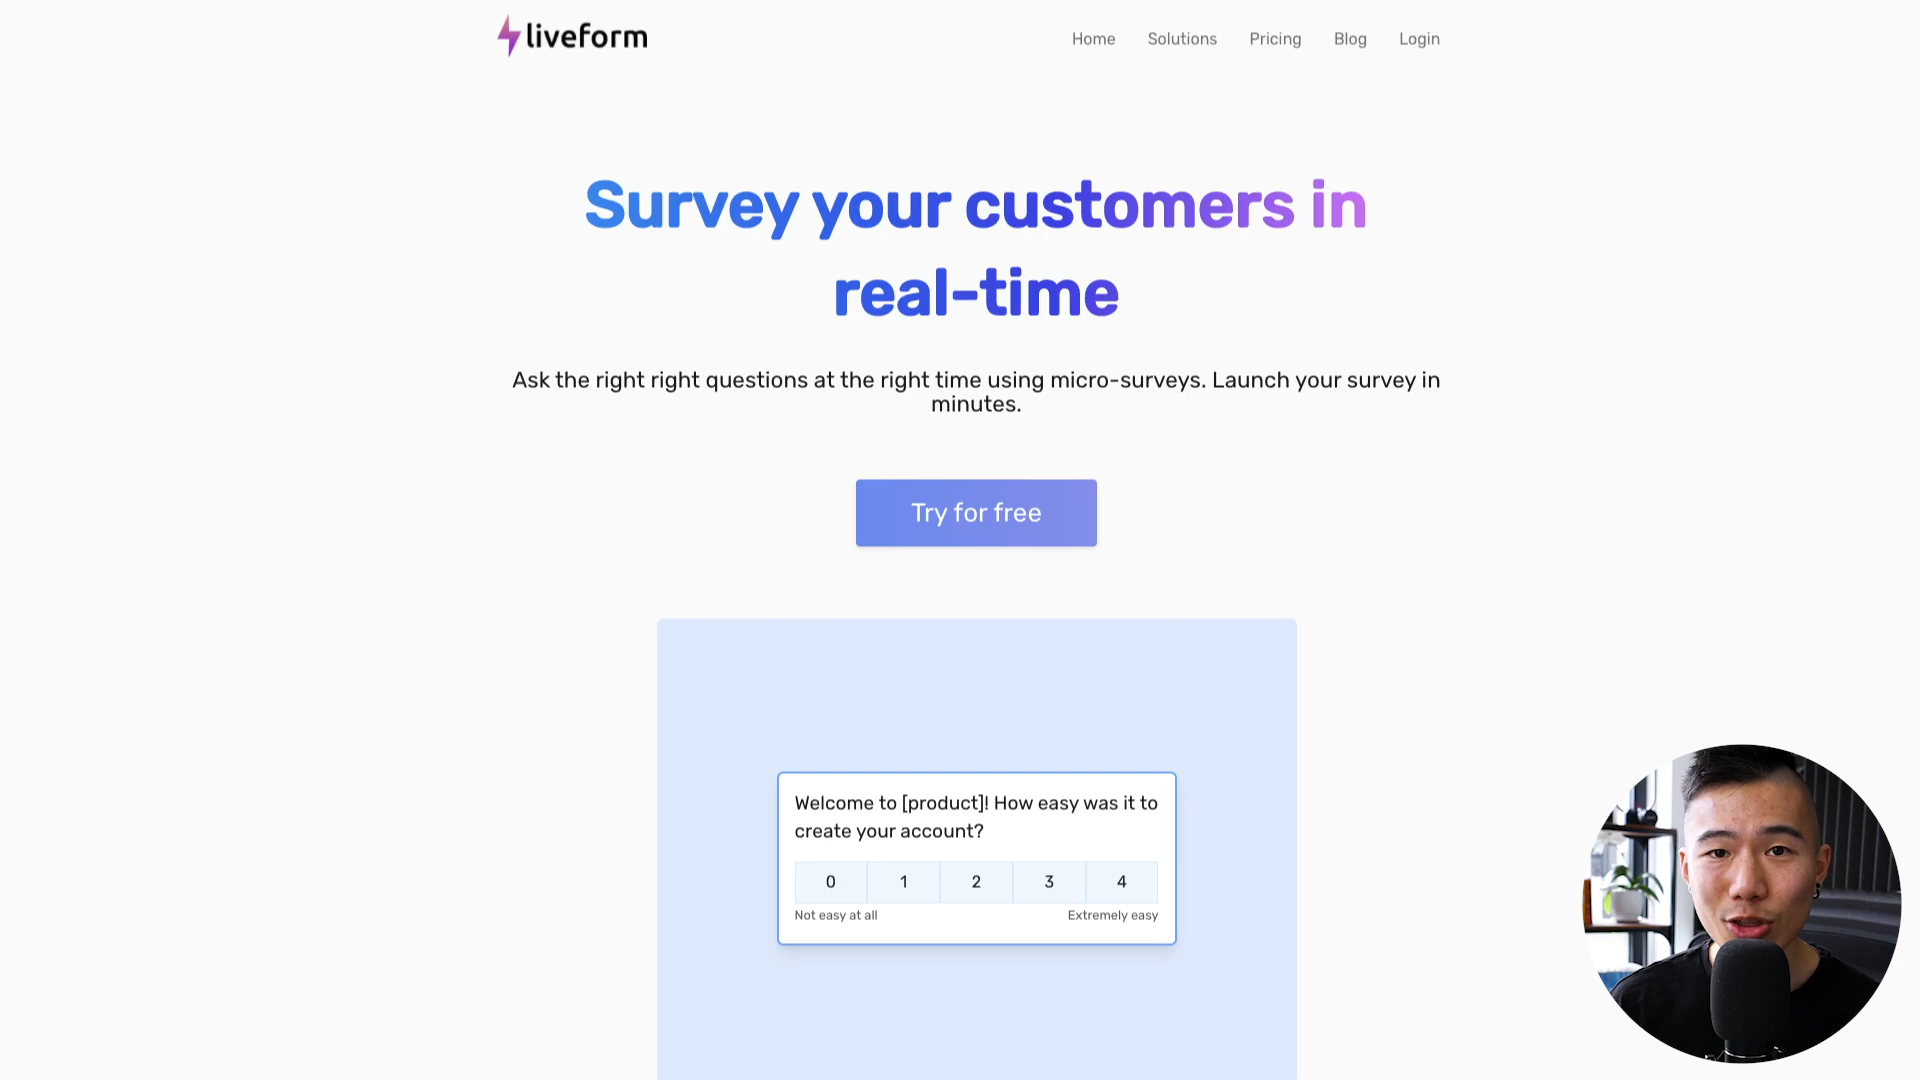 liveform
Home Solutions Pricing Blog Login
Survey your customers in
real-time
Ask the right right questions at the right time using micro-surveys. Launch your survey in
minutes.
Try for free
Welcome to [product]! How easy was it to
create your account?
0 1 2 3 4
Not easy at all Extremely easy